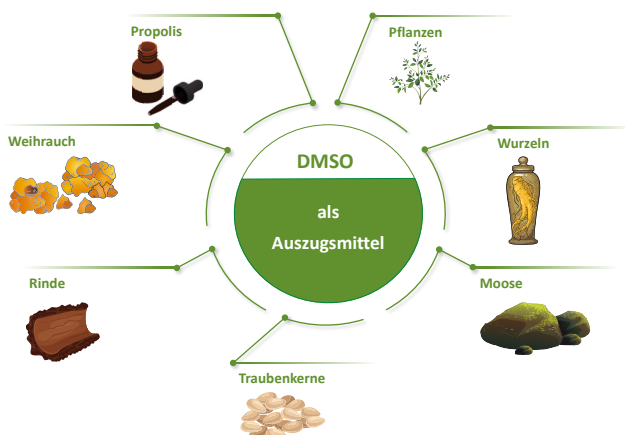 Propolis
Pflanzen
Weihrauch
Wurzeln
DMSO
als
Auszugsmittel
Rinde
Moose
Traubenkerne